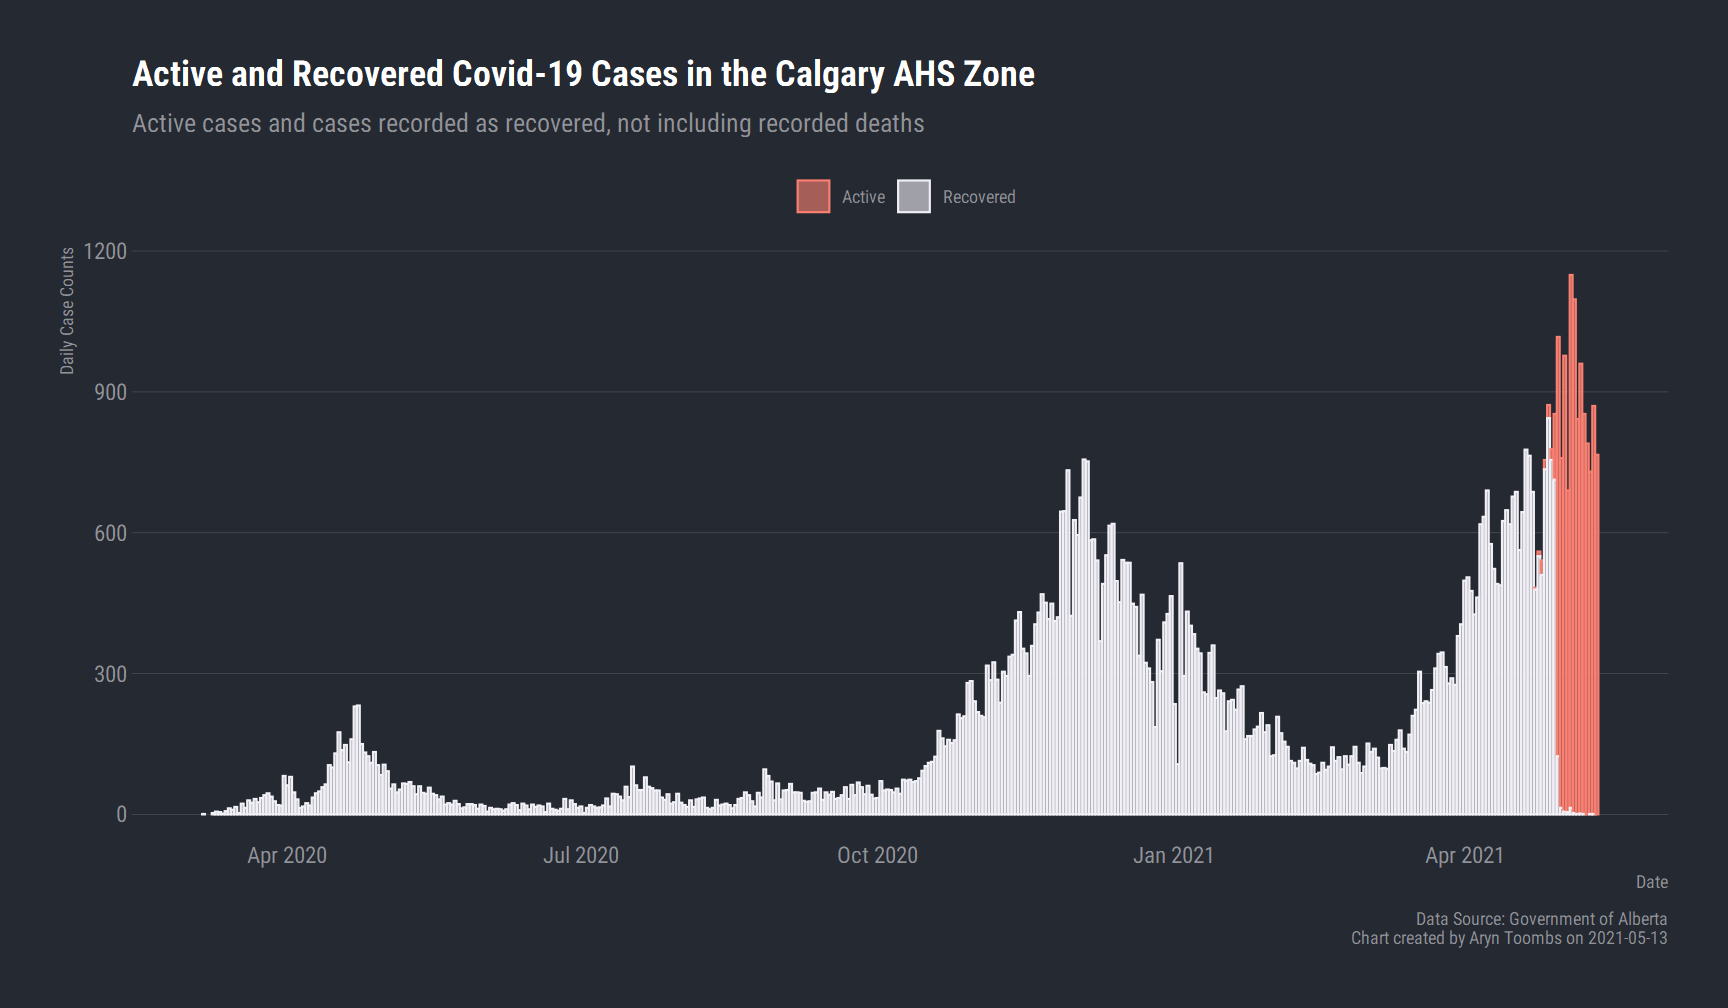 Active and Recovered Covid-19 Cases in the Calgary AHS Zone
Active cases and cases recorded as recovered, not including recorded deaths
Active
Recovered
Daily Case Counts
1200
900
600
300
0
Apr 2020
Jul 2020
Oct 2020
Jan 2021
Apr 2021
Date
Data Source: Government of Alberta
Chart created by Aryn Toombs on 2021-05-13